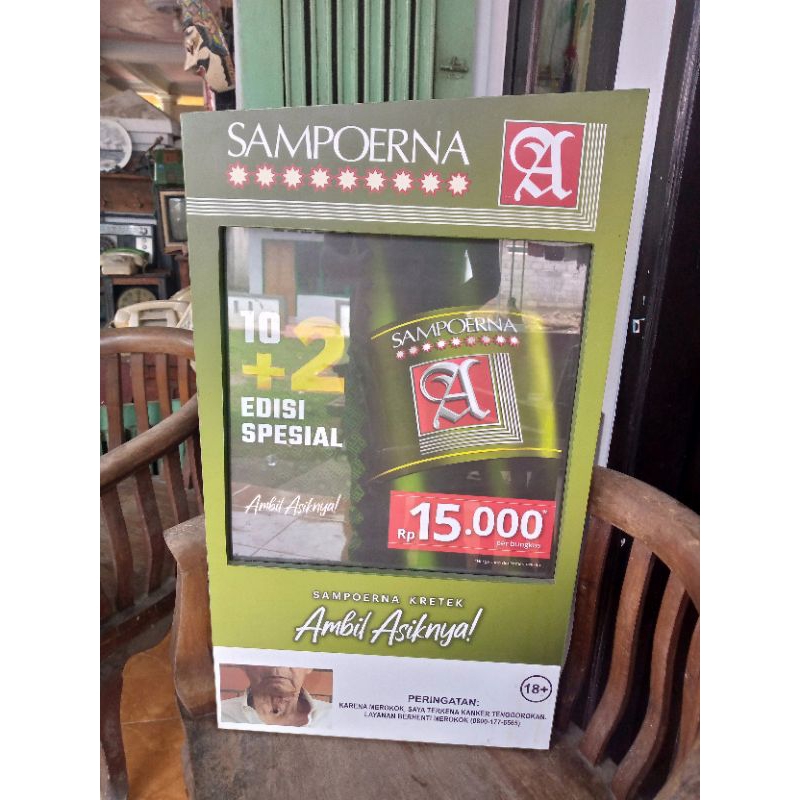 SAMPOERNA
A
10
+2
EDISI
SPESIAL
Ambil Asiknya!
SAMPOERNA
A
Rp 15.000*
per bungkus
SAMPOERNA KRETEK
Ambil Asiknya!
18+
PERINGATAN:
KARENA MEROKOK, SAYA TERKENA KANKER TENGGOROKAN.
LAYANAN BERHENTI MEROKOK (0800-177-6565)